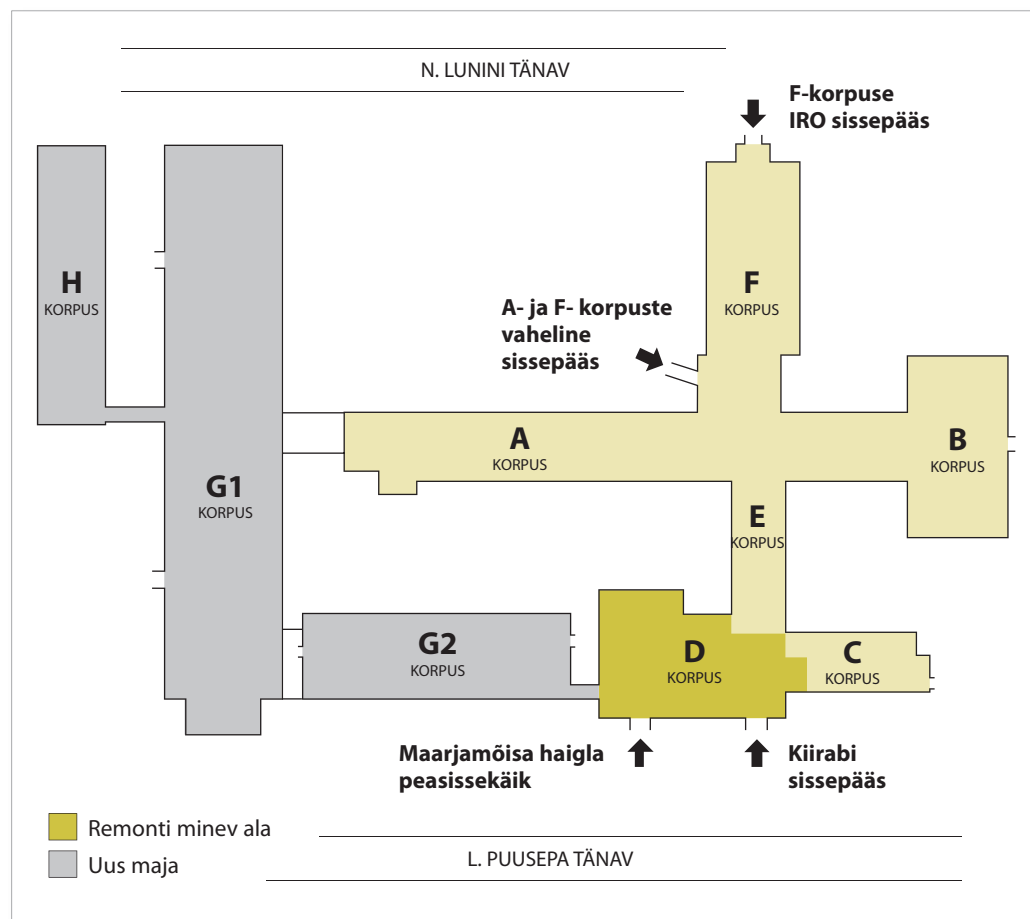 N. LUNINI TÄNAV
F-korpuse
IRO sissepääs
H
KORPUS
F
KORPUS
A- ja F- korpuste
vaheline
sissepääs
A
KORPUS
B
KORPUS
G1
KORPUS
E
KORPUS
G2
KORPUS
D
KORPUS
C
KORPUS
Maarjamõisa haigla
peasissekäik
Kiirabi
sissepääs
Remonti minev ala
Uus maja
L. PUUSEPA TÄNAV